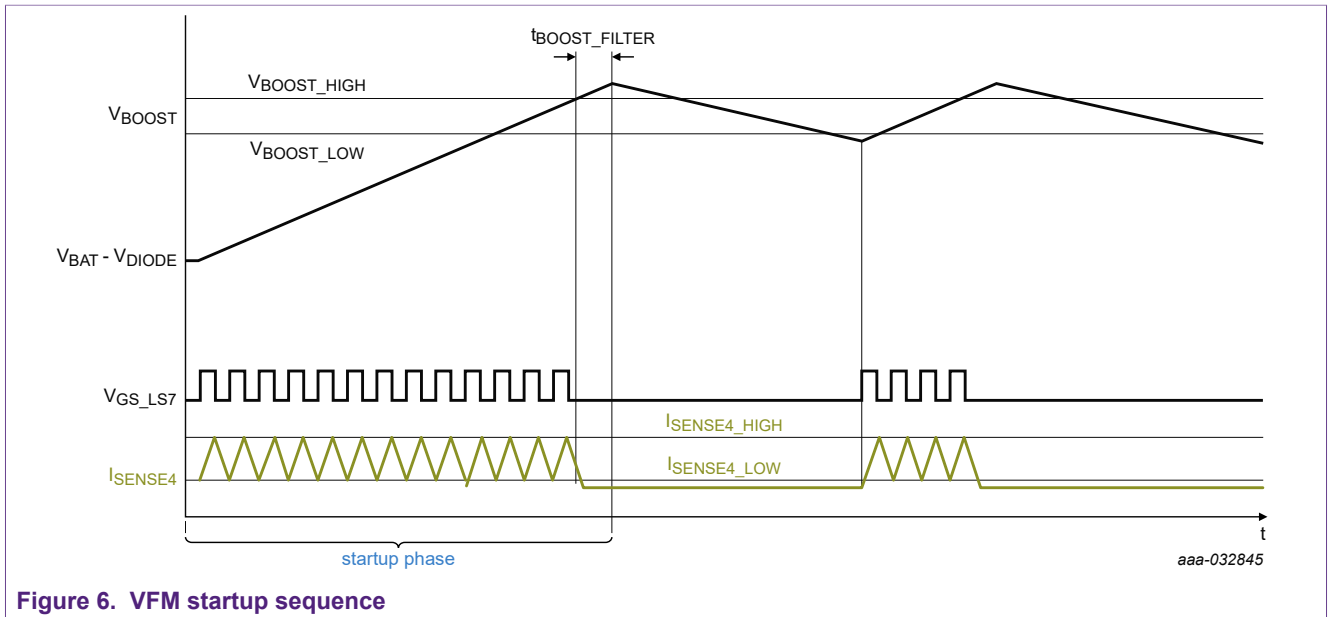 tBOOST_FILTER
VBOOST_HIGH
VBOOST
VBOOST_LOW
VBAT - VDIODE
VGS_LS7
ISENSE4_HIGH
ISENSE4
ISENSE4_LOW
t
startup phase
aaa-032845
Figure 6. VFM startup sequence